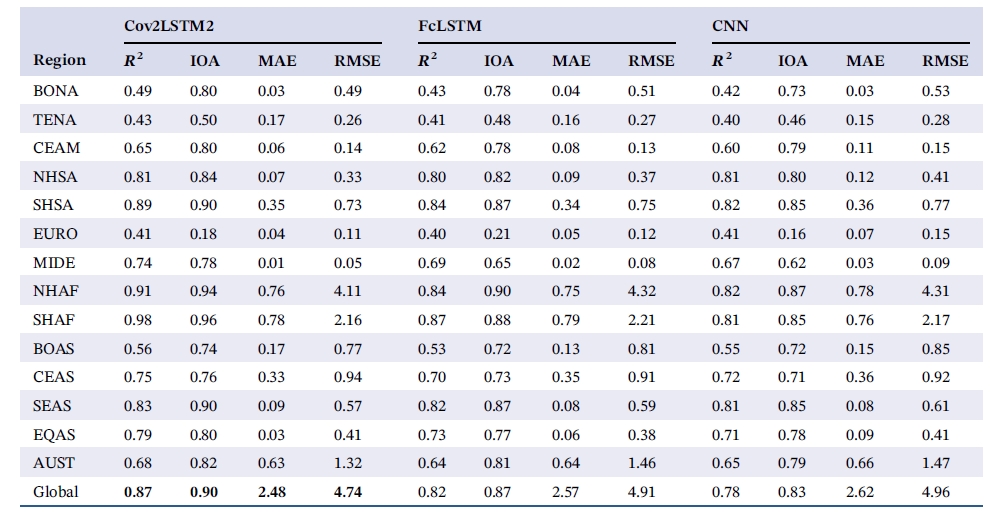 Cov2LSTM2 FcLSTM CNN
Region R² IOA MAE RMSE R² IOA MAE RMSE R² IOA MAE RMSE
BONA 0.49 0.80 0.03 0.49 0.43 0.78 0.04 0.51 0.42 0.73 0.03 0.53
TENA 0.43 0.50 0.17 0.26 0.41 0.48 0.16 0.27 0.40 0.46 0.15 0.28
CEAM 0.65 0.80 0.06 0.14 0.62 0.78 0.08 0.13 0.60 0.79 0.11 0.15
NHSA 0.81 0.84 0.07 0.33 0.80 0.82 0.09 0.37 0.81 0.80 0.12 0.41
SHSA 0.89 0.90 0.35 0.73 0.84 0.87 0.34 0.75 0.82 0.85 0.36 0.77
EURO 0.41 0.18 0.04 0.11 0.40 0.21 0.05 0.12 0.41 0.16 0.07 0.15
MIDE 0.74 0.78 0.01 0.05 0.69 0.65 0.02 0.08 0.67 0.62 0.03 0.09
NHAF 0.91 0.94 0.76 4.11 0.84 0.90 0.75 4.32 0.82 0.87 0.78 4.31
SHAF 0.98 0.96 0.78 2.16 0.87 0.88 0.79 2.21 0.81 0.85 0.76 2.17
BOAS 0.56 0.74 0.17 0.77 0.53 0.72 0.13 0.81 0.55 0.72 0.15 0.85
CEAS 0.75 0.76 0.33 0.94 0.70 0.73 0.35 0.91 0.72 0.71 0.36 0.92
SEAS 0.83 0.90 0.09 0.57 0.82 0.87 0.08 0.59 0.81 0.85 0.08 0.61
EQAS 0.79 0.80 0.03 0.41 0.73 0.77 0.06 0.38 0.71 0.78 0.09 0.41
AUST 0.68 0.82 0.63 1.32 0.64 0.81 0.64 1.46 0.65 0.79 0.66 1.47
Global 0.87 0.90 2.48 4.74 0.82 0.87 2.57 4.91 0.78 0.83 2.62 4.96